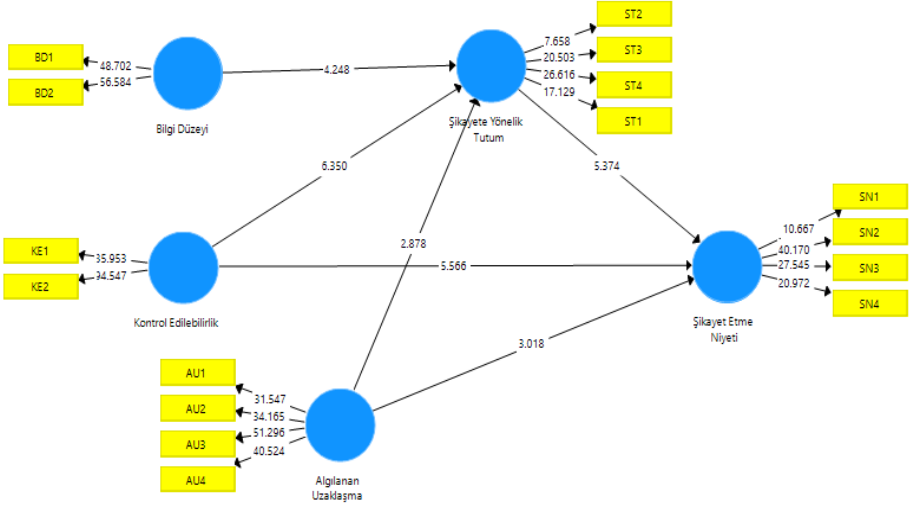 ST2
BD1
48.702
7.658
ST3
4.248
20.503
BD2
56.584
26.616
ST4
17.129
ST1
Bilgi Düzeyi
Şikayete Yönelik
Tutum
6.350
5.374
SN1
10.667
SN2
2.878
KE1
35.953
5.566
40.170
27.545
SN3
KE2
94.547
20.972
SN4
Kontrol Edilebilirlik
Şikayet Etme
Niyeti
3.018
AU1
31.547
AU2
34.165
AU3
51.296
40.524
AU4
Algılanan
Uzaklaşma